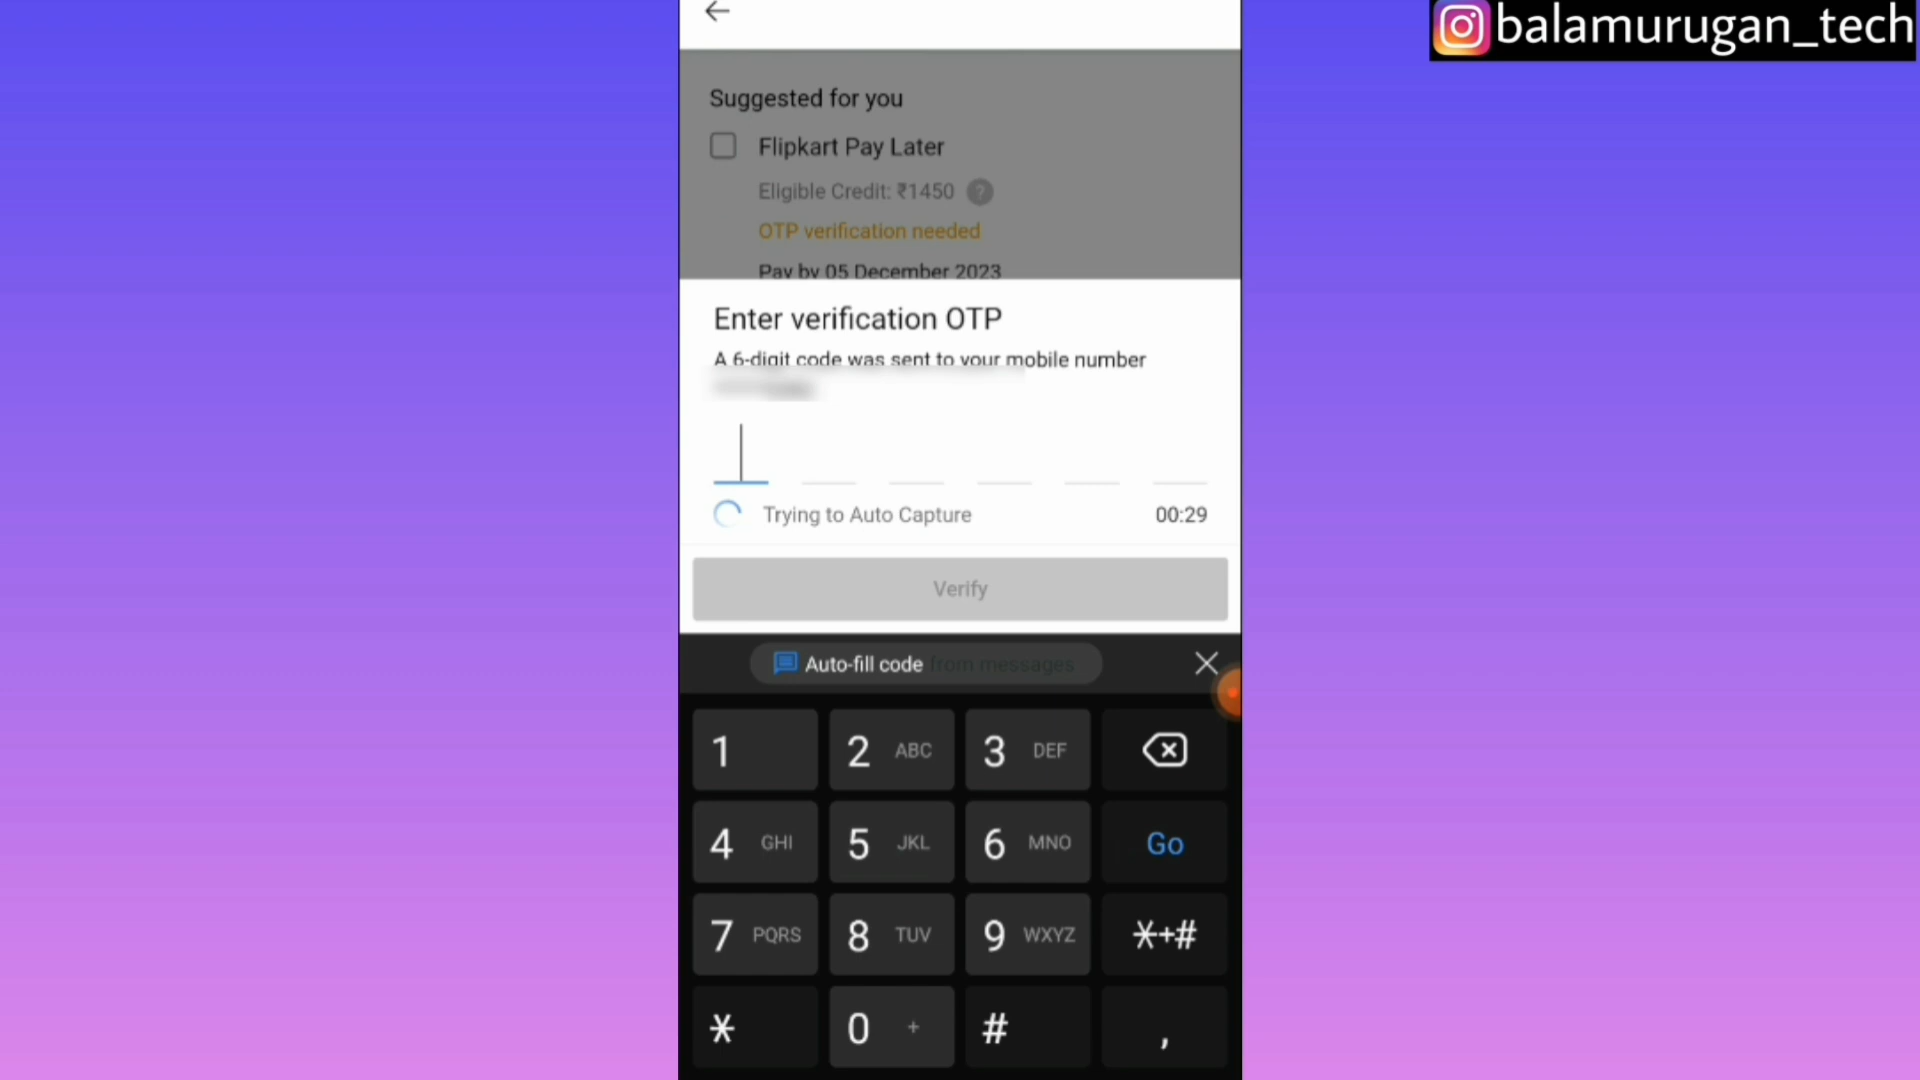 balamurugan_tech
Suggested for you
Flipkart Pay Later
Eligible Credit: ₹1450 ?
OTP verification needed
Pay by 05 December 2023
Enter verification OTP
A 6-digit code was sent to your mobile number
Trying to Auto Capture 00:29
Verify
Auto-fill code from messages
1 2 ABC 3 DEF
4 GHI 5 JKL 6 MNO Go
7 PQRS 8 TUV 9 WXYZ *+#
* 0 + # ,